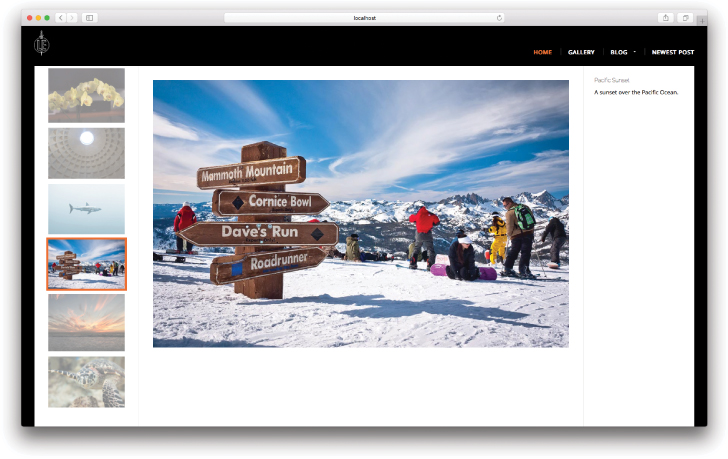 localhost
HOME
GALLERY
BLOG
NEWEST POST
Mammoth Mountain
Cornice Bowl
Dave's Run
Roadrunner
Pacific Sunset
A sunset over the Pacific Ocean.